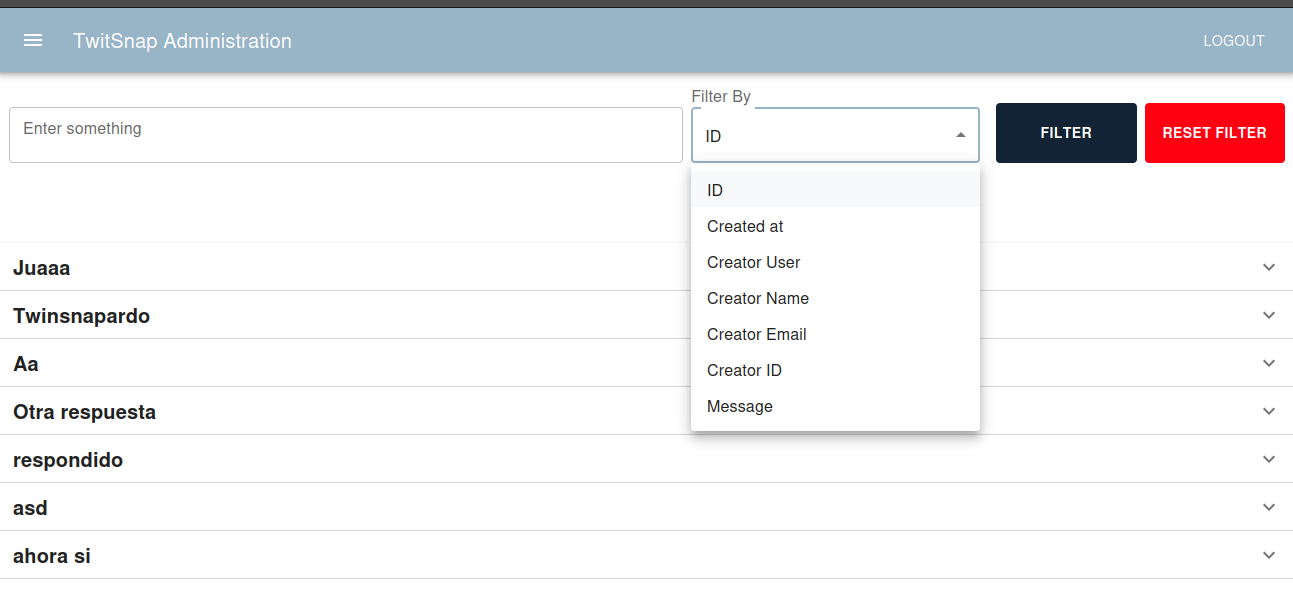 TwitSnap Administration
LOGOUT
Enter something
Filter By
ID
FILTER
RESET FILTER
ID
Created at
Creator User
Creator Name
Creator Email
Creator ID
Message
Juaaa
Twinsnapardo
Aa
Otra respuesta
respondido
asd
ahora si